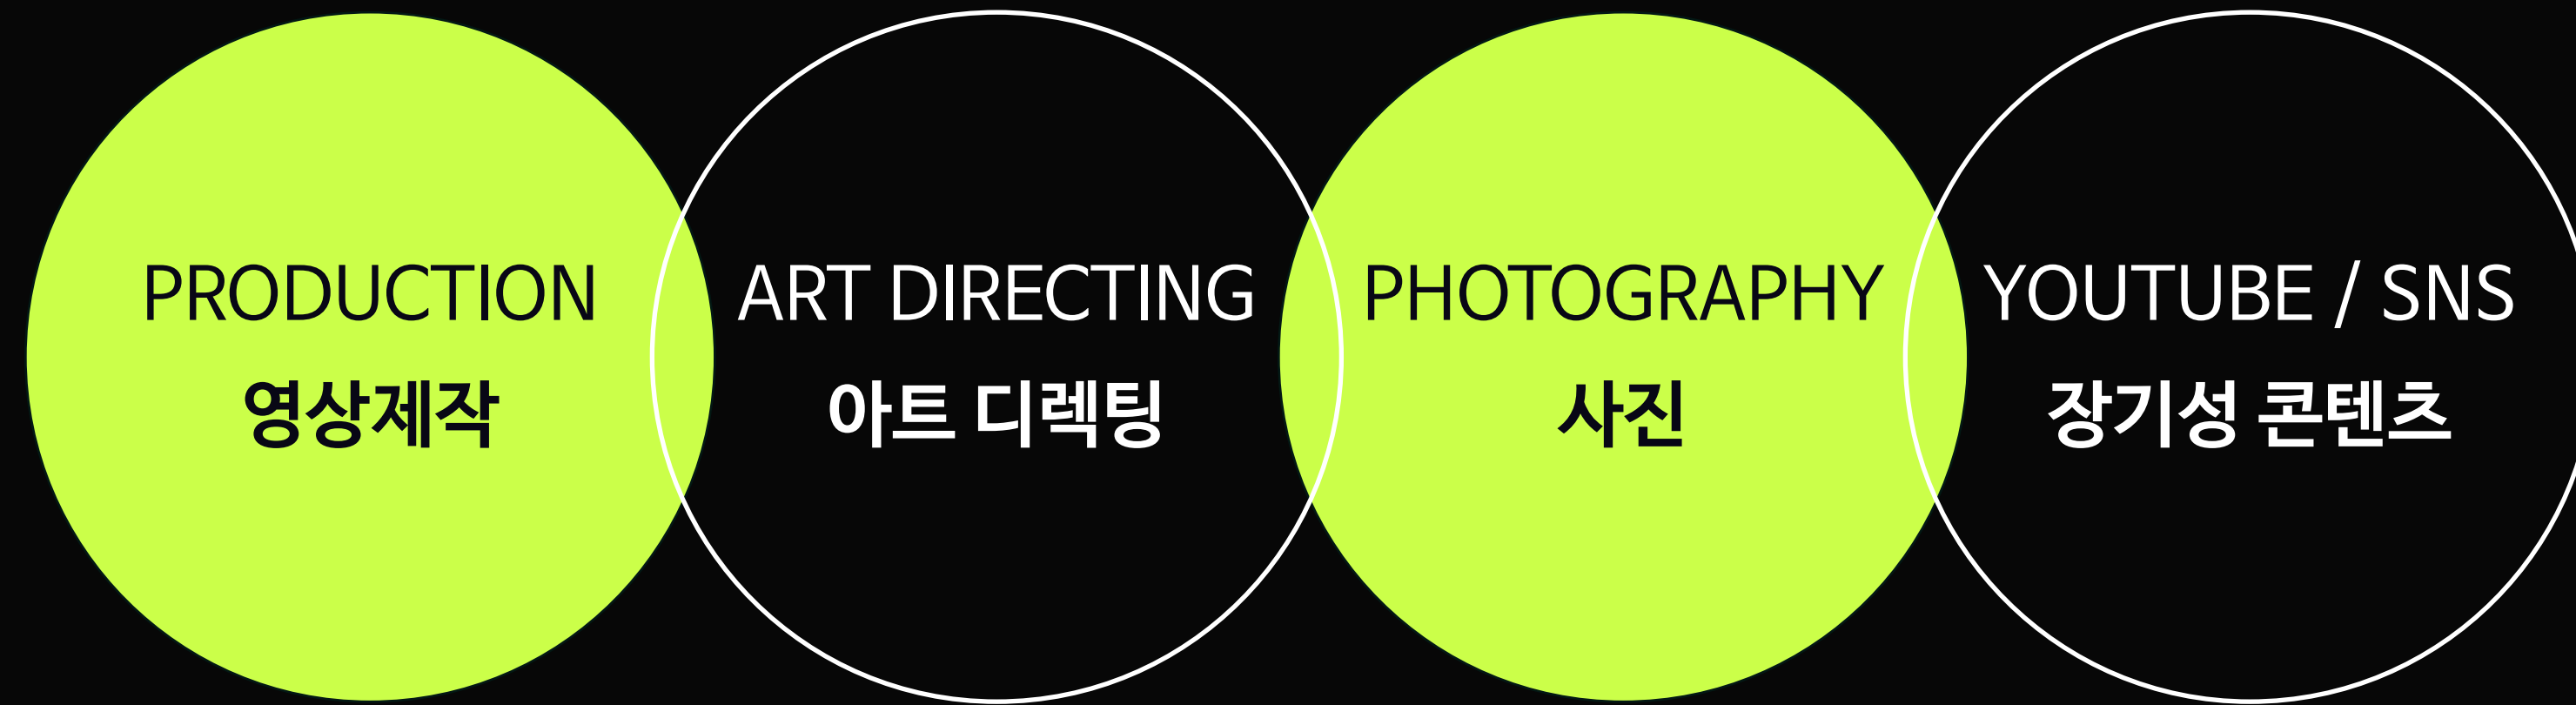 PRODUCTION
영상제작
ART DIRECTING
아트 디렉팅
PHOTOGRAPHY
사진
YOUTUBE / SNS
장기성 콘텐츠